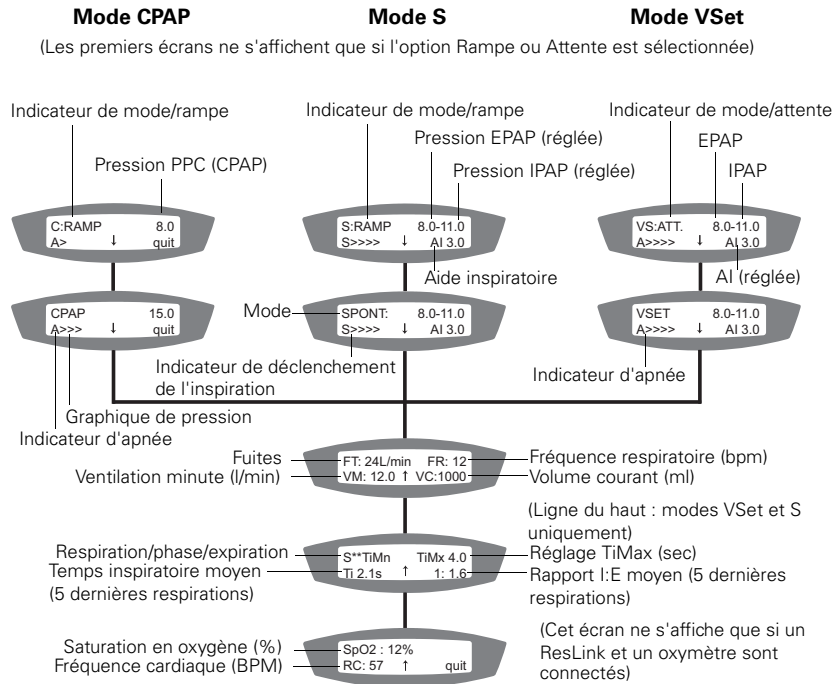 Mode CPAP
Mode S
Mode VSet
(Les premiers écrans ne s'affichent que si l'option Rampe ou Attente est sélectionnée)
Indicateur de mode/rampe
Pression PPC (CPAP)
C:RAMP 8.0
A> ↓ quit
CPAP 15.0
A>>> ↓ quit
Graphique de pression
Indicateur d'apnée
Indicateur de mode/rampe
Pression EPAP (réglée)
Pression IPAP (réglée)
S:RAMP 8.0-11.0
S>>>> ↓ AI 3.0
Aide inspiratoire
Mode
SPONT: 8.0-11.0
S>>>> ↓ AI 3.0
Indicateur de déclenchement
de l'inspiration
Indicateur de mode/attente
EPAP
IPAP
VS:ATT. 8.0-11.0
A>>>> ↓ AI 3.0
AI (réglée)
VSET 8.0-11.0
A>>>> ↓ AI 3.0
Indicateur d'apnée
Fuites
Ventilation minute (l/min)
FT: 24L/min FR: 12
VM: 12.0 ↑ VC:1000
Fréquence respiratoire (bpm)
Volume courant (ml)
(Ligne du haut : modes VSet et S
uniquement)
Respiration/phase/expiration
Temps inspiratoire moyen
(5 dernières respirations)
S**TiMn TiMx 4.0
Ti 2.1s ↑ 1: 1.6
Réglage TiMax (sec)
Rapport I:E moyen (5 dernières
respirations)
Saturation en oxygène (%)
Fréquence cardiaque (BPM)
SpO2 : 12%
RC: 57 ↑ quit
(Cet écran ne s'affiche que si un
ResLink et un oxymètre sont
connectés)